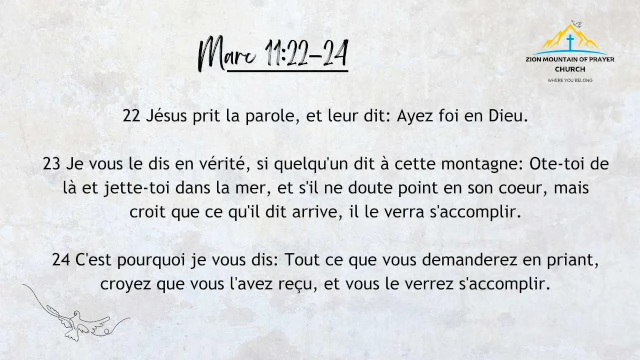 Marc 11:22-24
ZION MOUNTAIN OF PRAYER
CHURCH
WHERE YOU BELONG
22 Jésus prit la parole, et leur dit: Ayez foi en Dieu.
23 Je vous le dis en vérité, si quelqu'un dit à cette montagne: Ote-toi de
là et jette-toi dans la mer, et s'il ne doute point en son coeur, mais
croit que ce qu'il dit arrive, il le verra s'accomplir.
24 C'est pourquoi je vous dis: Tout ce que vous demanderez en priant,
croyez que vous l'avez reçu, et vous le verrez s'accomplir.